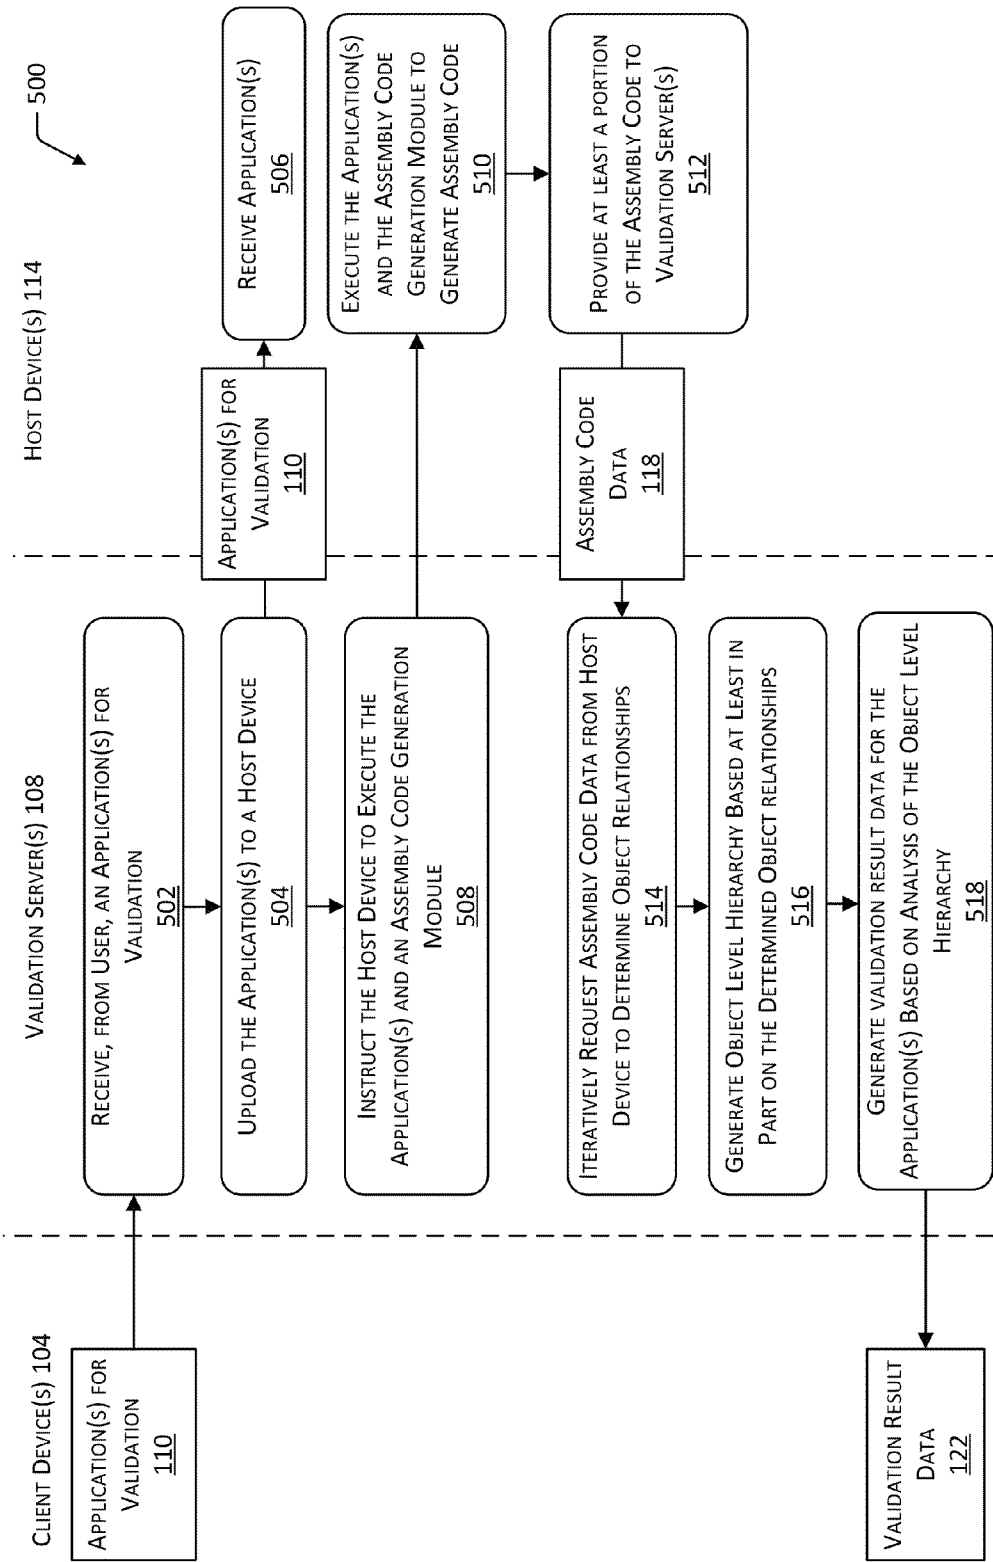 500
CLIENT DEVICE(S) 104
VALIDATION SERVER(S) 108
HOST DEVICE(S) 114
APPLICATION(S) FOR
VALIDATION
110
RECEIVE, FROM USER, AN APPLICATION(S) FOR
VALIDATION
502
UPLOAD THE APPLICATION(S) TO A HOST DEVICE
504
APPLICATION(S) FOR
VALIDATION
110
RECEIVE APPLICATION(S)
506
INSTRUCT THE HOST DEVICE TO EXECUTE THE
APPLICATION(S) AND AN ASSEMBLY CODE GENERATION
MODULE
508
EXECUTE THE APPLICATION(S)
AND THE ASSEMBLY CODE
GENERATION MODULE TO
GENERATE ASSEMBLY CODE
510
PROVIDE AT LEAST A PORTION
OF THE ASSEMBLY CODE TO
VALIDATION SERVER(S)
512
ASSEMBLY CODE
DATA
118
ITERATIVELY REQUEST ASSEMBLY CODE DATA FROM HOST
DEVICE TO DETERMINE OBJECT RELATIONSHIPS
514
GENERATE OBJECT LEVEL HIERARCHY BASED AT LEAST IN
PART ON THE DETERMINED OBJECT RELATIONSHIPS
516
GENERATE VALIDATION RESULT DATA FOR THE
APPLICATION(S) BASED ON ANALYSIS OF THE OBJECT LEVEL
HIERARCHY
518
VALIDATION RESULT
DATA
122